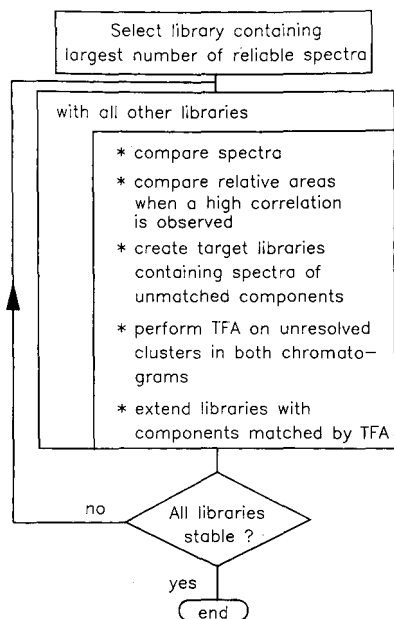 Select library containing
largest number of reliable spectra
with all other libraries
* compare spectra
* compare relative areas
when a high correlation
is observed
* create target libraries
containing spectra of
unmatched components
* perform TFA on unresolved
clusters in both chromato-
grams
* extend libraries with
components matched by TFA
no
All libraries
stable ?
yes
end